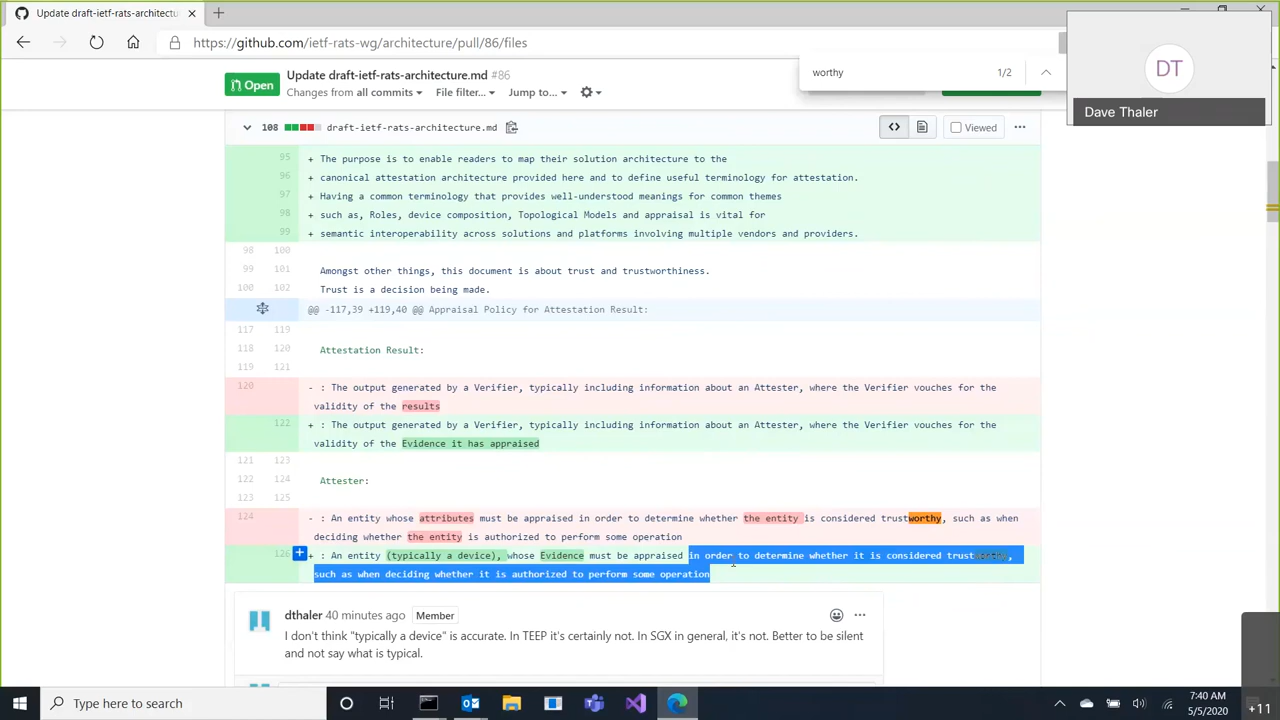 draft-ietf-rats-architecture.md
https://github.com/ietf-rats-wg/architecture/pull/86/files
worthy
1/2
DT
Dave Thaler
Open
Update draft-ietf-rats-architecture.md #86
Changes from all commits
File filter...
Jump to...
108
draft-ietf-rats-architecture.md
Viewed
95 + The purpose is to enable readers to map their solution architecture to the
96 + canonical attestation architecture provided here and to define useful terminology for attestation.
97 + Having a common terminology that provides well-understood meanings for common themes
98 + such as, Roles, device composition, Topological Models and appraisal is vital for
99 + semantic interoperability across solutions and platforms involving multiple vendors and providers.
98 100
99 101 Amongst other things, this document is about trust and trustworthiness.
100 102 Trust is a decision being made.
@@ -117,39 +119,40 @@ Appraisal Policy for Attestation Result:
117 119
118 120 Attestation Result:
119 121
120 - : The output generated by a Verifier, typically including information about an Attester, where the Verifier vouches for the
validity of the results
122 + : The output generated by a Verifier, typically including information about an Attester, where the Verifier vouches for the
validity of the Evidence it has appraised
121 123
122 124 Attester:
123 125
124 - : An entity whose attributes must be appraised in order to determine whether the entity is considered trustworthy, such as when
deciding whether the entity is authorized to perform some operation
126 + : An entity (typically a device), whose Evidence must be appraised in order to determine whether it is considered trustworthy,
such as when deciding whether it is authorized to perform some operation
dthaler 40 minutes ago Member
I don't think "typically a device" is accurate. In TEEP it's certainly not. In SGX in general, it's not. Better to be silent
and not say what is typical.
Type here to search
7:40 AM
5/5/2020
+11